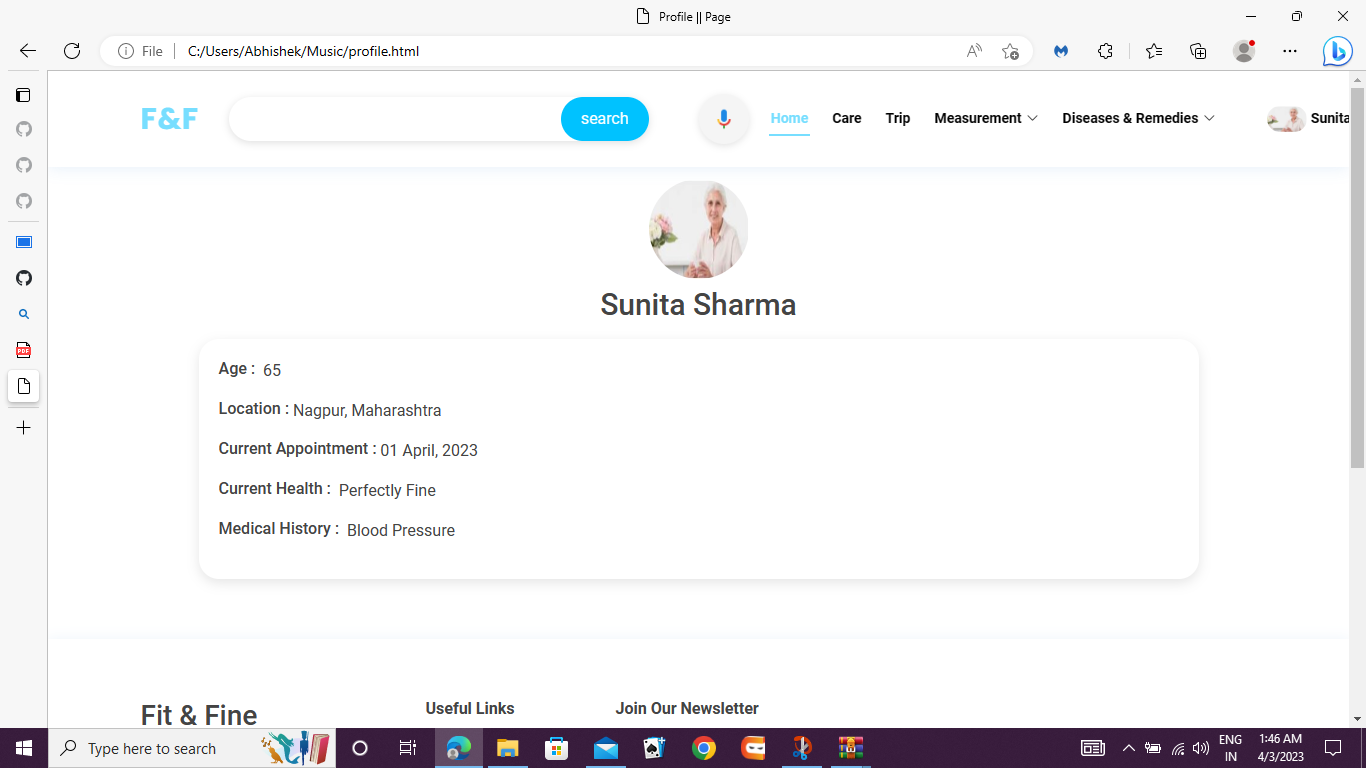 Profile || Page
File
C:/Users/Abhishek/Music/profile.html
F&F
search
Home
Care
Trip
Measurement
Diseases & Remedies
Sunita
Sunita Sharma
Age : 65
Location : Nagpur, Maharashtra
Current Appointment : 01 April, 2023
Current Health : Perfectly Fine
Medical History : Blood Pressure
Fit & Fine
Useful Links
Join Our Newsletter
PDF
Type here to search
ENG
IN
1:46 AM
4/3/2023